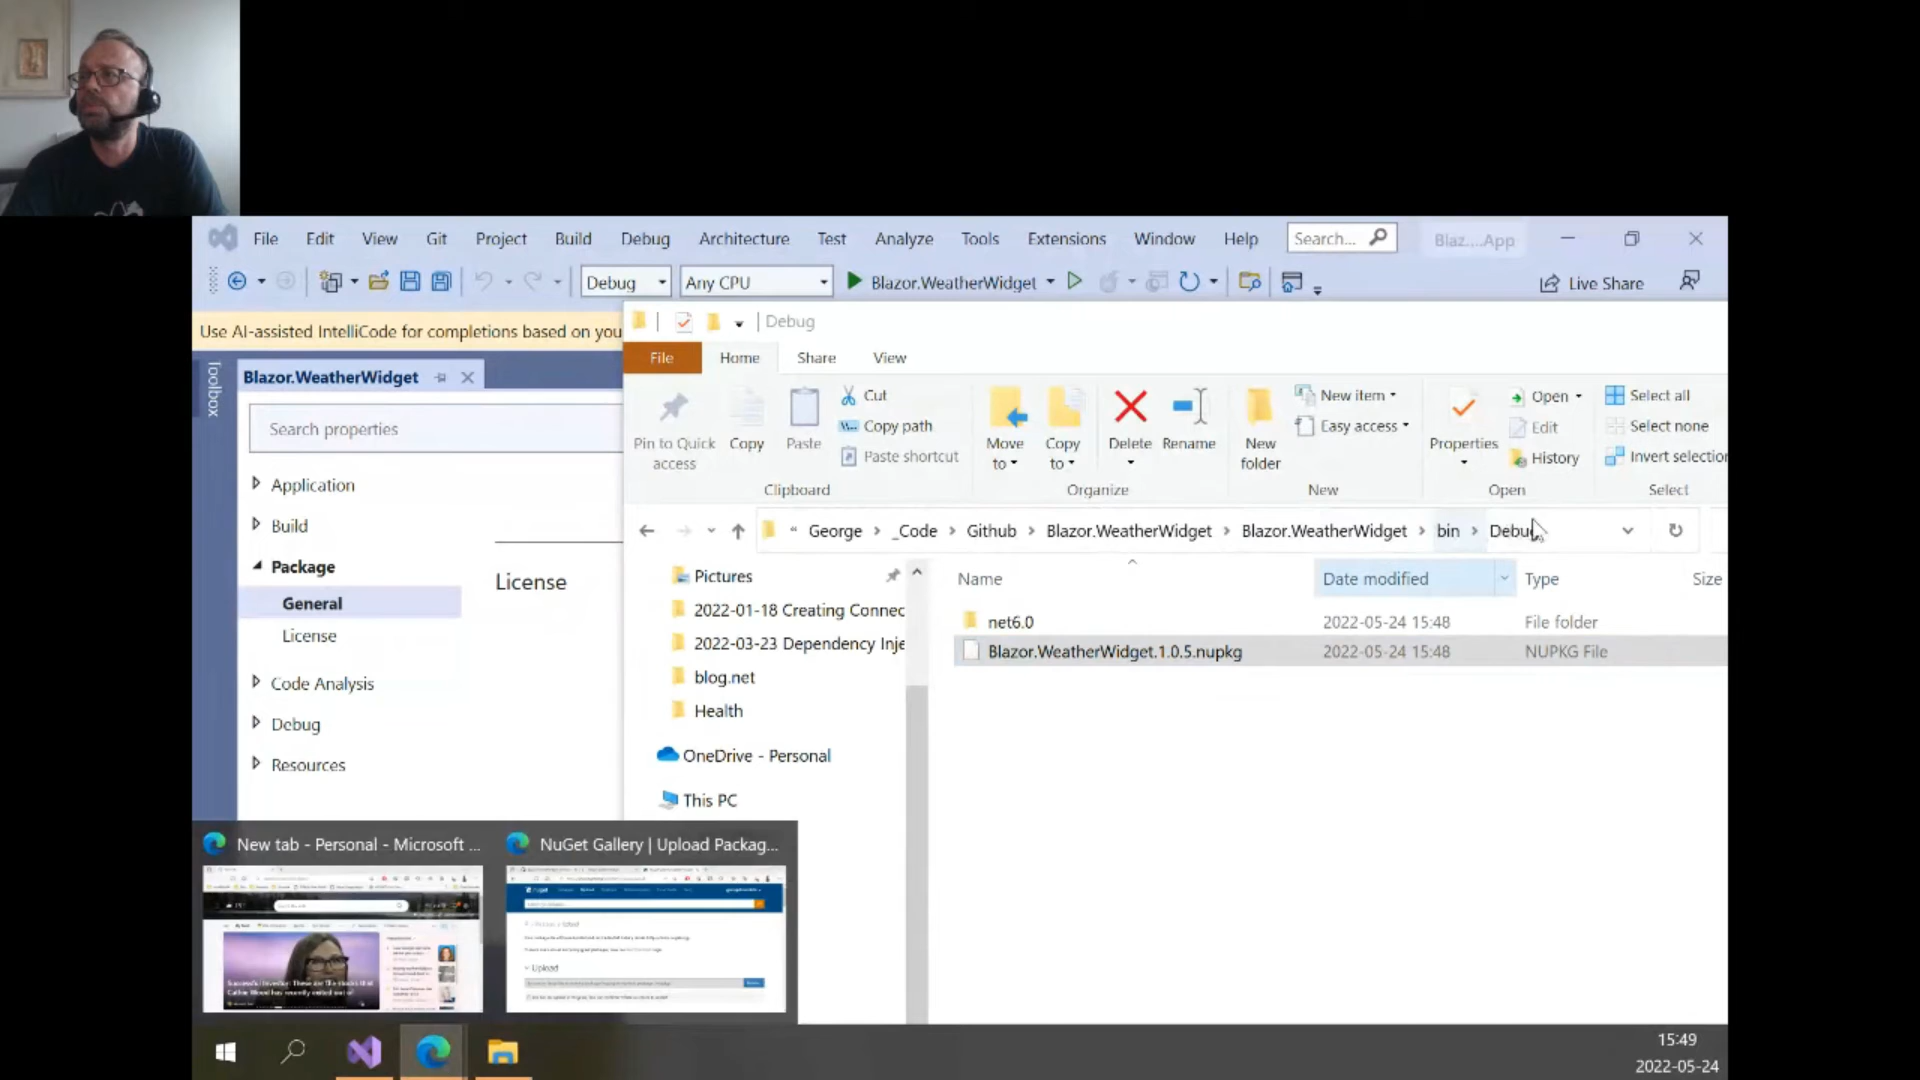 File Edit View Git Project Build Debug Architecture Test Analyze Tools Extensions Window Help Search... Blaz....App
Debug Any CPU Blazor.WeatherWidget Live Share
Use AI-assisted IntelliCode for completions based on you
Debug
File Home Share View
Toolbox
Blazor.WeatherWidget
Search properties
Application
Build
Package
General
License
Code Analysis
Debug
Resources
License
Pin to Quick access
Copy
Paste
Cut
Copy path
Paste shortcut
Clipboard
Move to
Copy to
Delete
Rename
Organize
New folder
New item
Easy access
New
Properties
Open
Edit
History
Open
Select all
Select none
Invert selection
Select
« George › _Code › Github › Blazor.WeatherWidget › Blazor.WeatherWidget › bin › Debug
Pictures
2022-01-18 Creating Connec
2022-03-23 Dependency Inje
blog.net
Health
OneDrive - Personal
This PC
Name Date modified Type Size
net6.0 2022-05-24 15:48 File folder
Blazor.WeatherWidget.1.0.5.nupkg 2022-05-24 15:48 NUPKG File
New tab - Personal - Microsoft ...
NuGet Gallery | Upload Packag...
Upload
15:49
2022-05-24